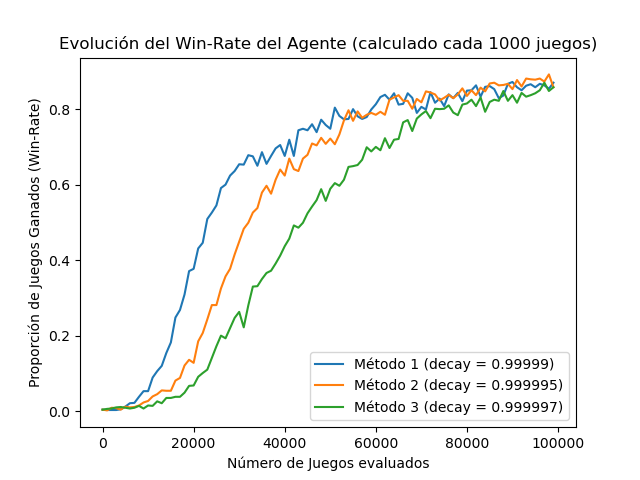 Evolución del Win-Rate del Agente (calculado cada 1000 juegos)
Proporción de Juegos Ganados (Win-Rate)
0.8
0.6
0.4
0.2
0.0
Método 1 (decay = 0.99999)
Método 2 (decay = 0.999995)
Método 3 (decay = 0.999997)
0 20000 40000 60000 80000 100000
Número de Juegos evaluados